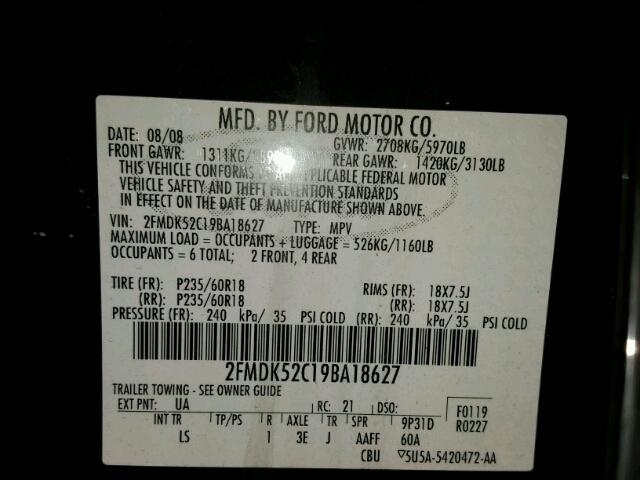 MFD. BY FORD MOTOR CO.
DATE: 08/08 GVWR: 2708KG/5970LB
FRONT GAWR: 1311KG/ REAR GAWR: 1420KG/3130LB
THIS VEHICLE CONFORMS APPLICABLE FEDERAL MOTOR
VEHICLE SAFETY AND THEFT PREVENTION STANDARDS
IN EFFECT ON THE DATE OF MANUFACTURE SHOWN ABOVE.
VIN: 2FMDK52C19BA18627 TYPE: MPV
MAXIMUM LOAD = OCCUPANTS + LUGGAGE = 526KG/1160LB
OCCUPANTS = 6 TOTAL; 2 FRONT, 4 REAR
TIRE (FR): P235/60R18 RIMS (FR): 18X7.5J
(RR): P235/60R18 (RR): 18X7.5J
PRESSURE (FR): 240 kPa/ 35 PSI COLD (RR): 240 kPa/ 35 PSI COLD
2FMDK52C19BA18627
TRAILER TOWING - SEE OWNER GUIDE
EXT PNT: UA RC: 21 DSO: F0119
INT TR TP/PS R AXLE TR SPR 9P31D R0227
LS 1 3E J AAFF 60A
CBU 5U5A-5420472-AA